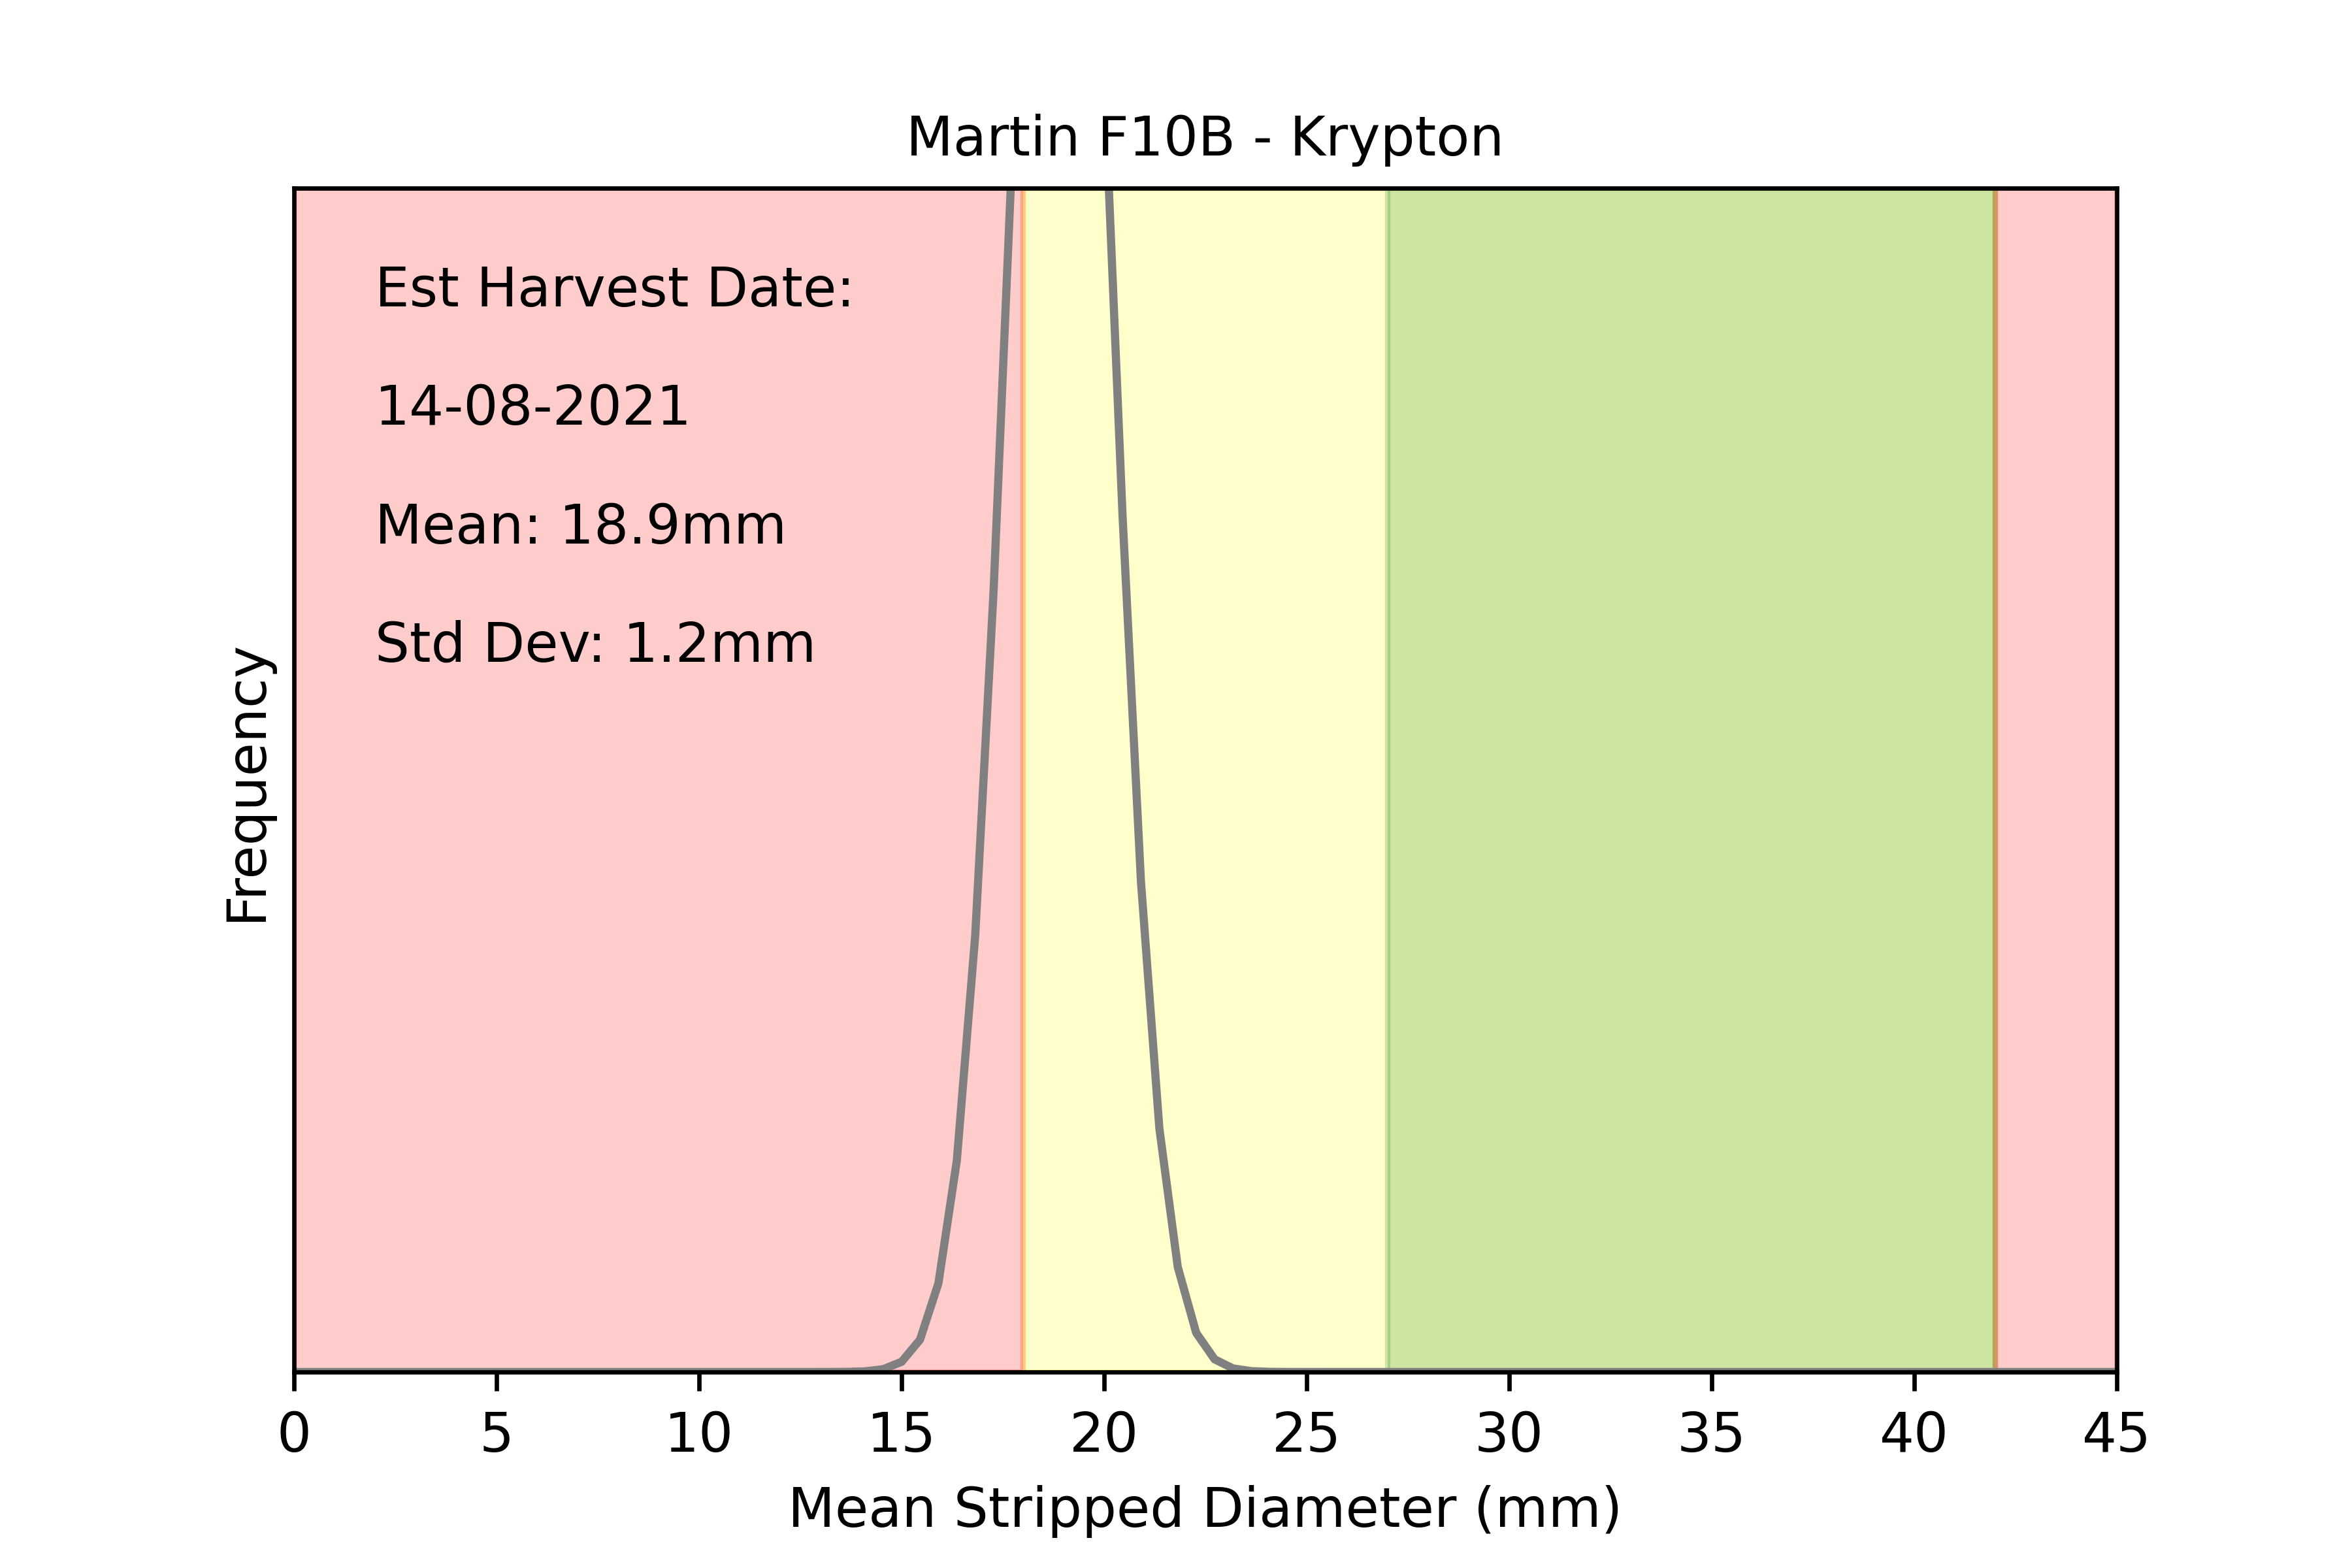 Martin F10B - Krypton
Est Harvest Date:
14-08-2021
Mean: 18.9mm
Std Dev: 1.2mm
Frequency
0 5 10 15 20 25 30 35 40 45
Mean Stripped Diameter (mm)